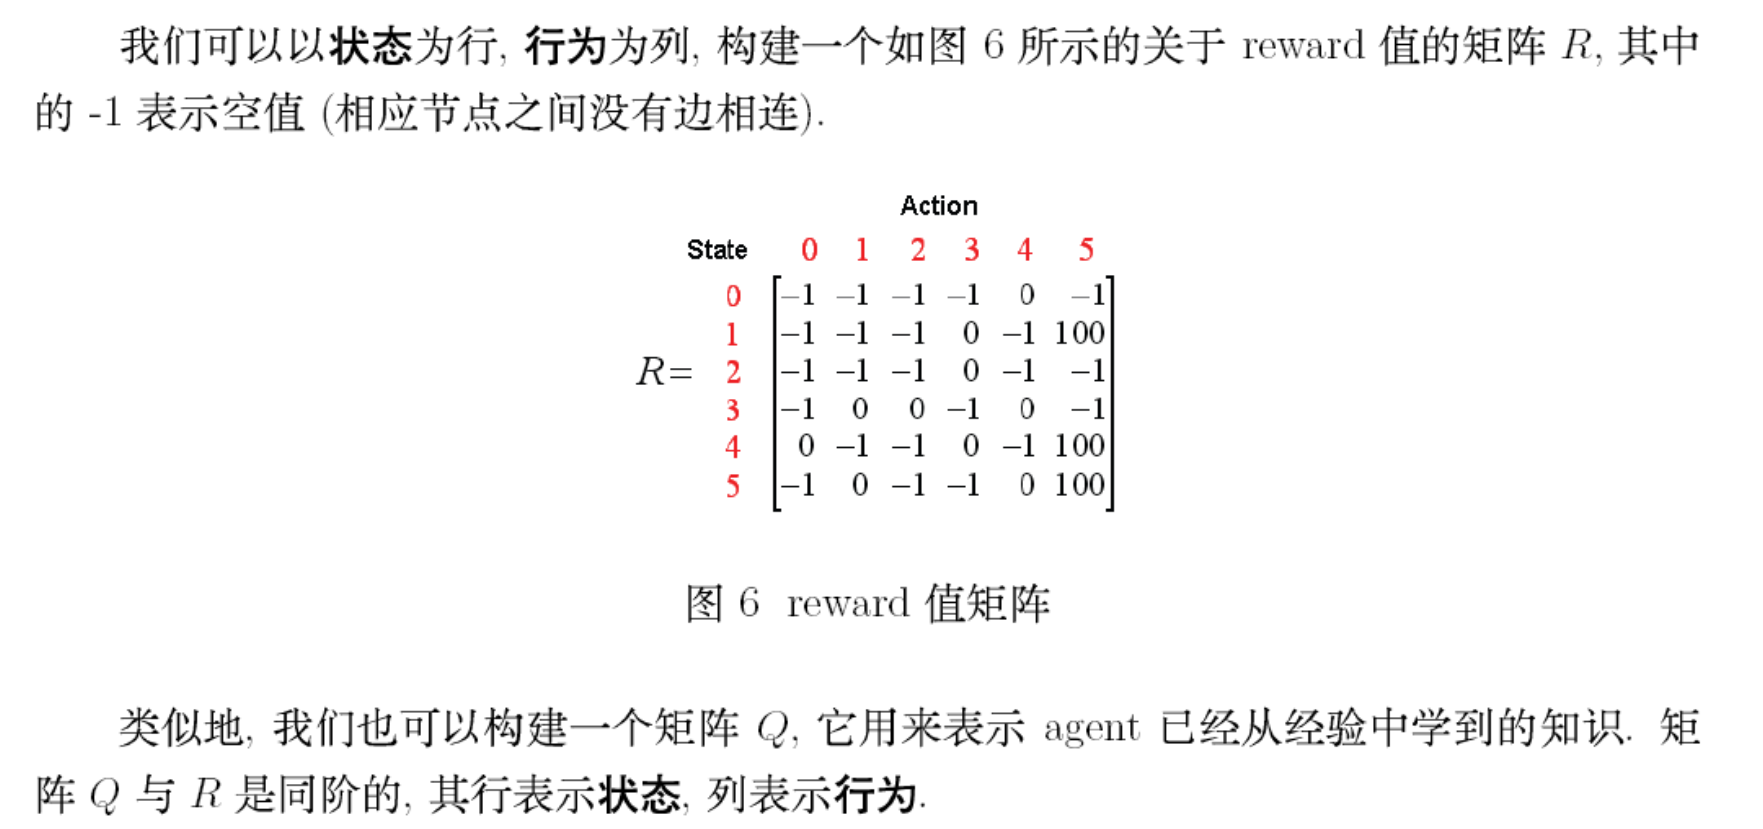 我们可以以状态为行, 行为为列, 构建一个如图 6 所示的关于 reward 值的矩阵 R, 其中
的 -1 表示空值 (相应节点之间没有边相连).
Action
State 0 1 2 3 4 5
0 –1 –1 –1 –1 0 –1
1 –1 –1 –1 0 –1 100
R= 2 –1 –1 –1 0 –1 –1
3 –1 0 0 –1 0 –1
4 0 –1 –1 0 –1 100
5 –1 0 –1 –1 0 100
图 6 reward 值矩阵
类似地, 我们也可以构建一个矩阵 Q, 它用来表示 agent 已经从经验中学到的知识. 矩
阵 Q 与 R 是同阶的, 其行表示状态, 列表示行为.